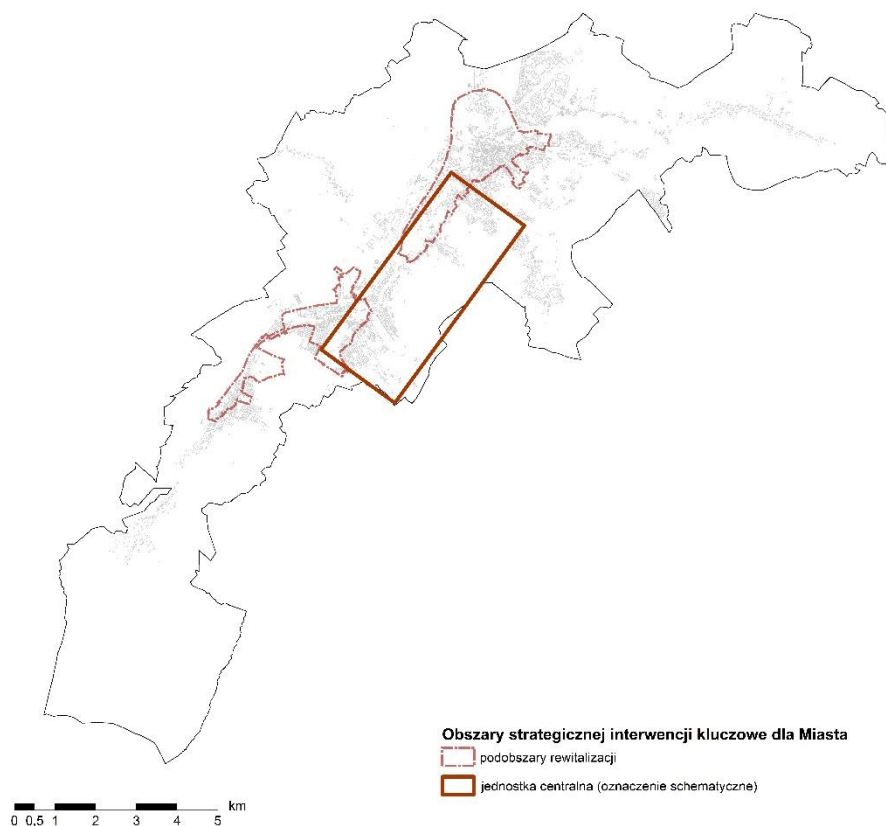 Obszary strategicznej interwencji kluczowe dla Miasta
podobszary rewitalizacji
jednostka centralna (oznaczenie schematyczne)
km
0 0,5 1 2 3 4 5